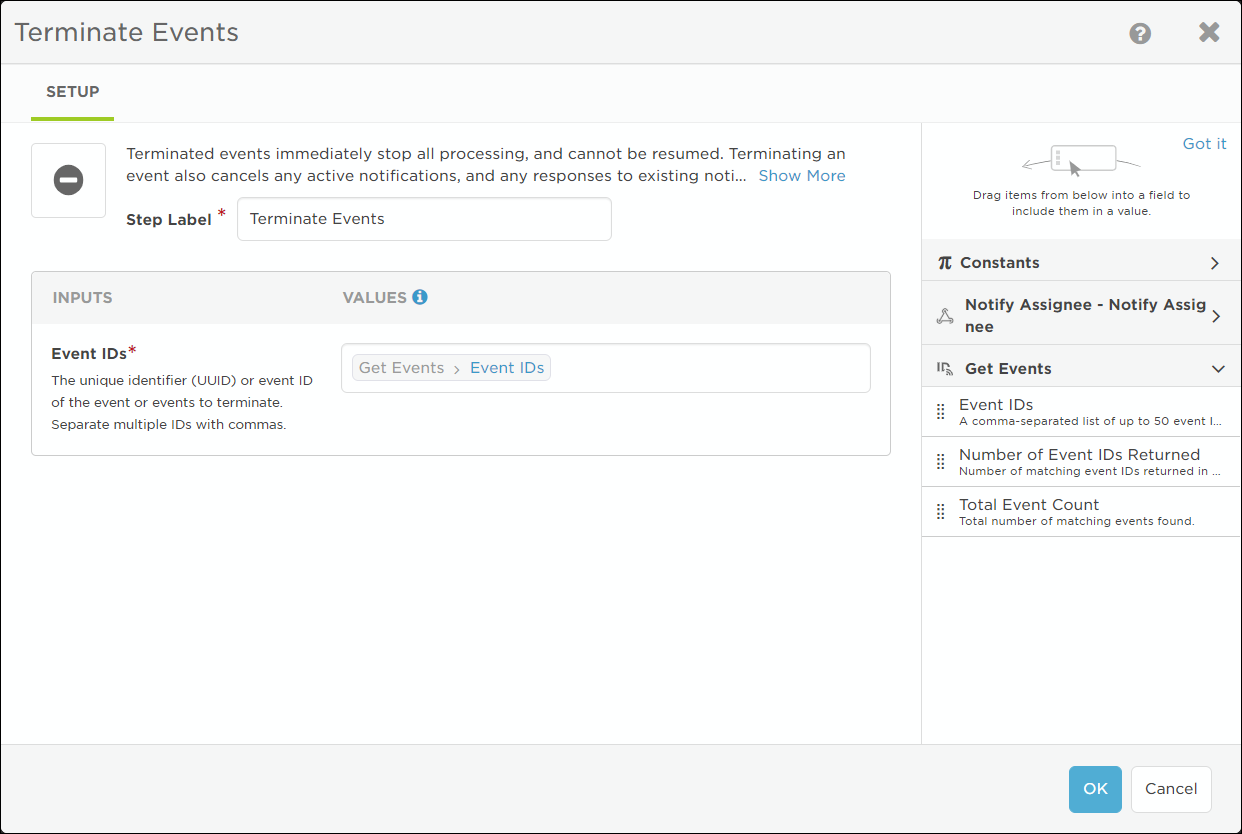 Terminate Events
SETUP
Terminated events immediately stop all processing, and cannot be resumed. Terminating an
event also cancels any active notifications, and any responses to existing noti... Show More
Step Label *
Terminate Events
INPUTS
VALUES
Event IDs*
The unique identifier (UUID) or event ID
of the event or events to terminate.
Separate multiple IDs with commas.
Get Events > Event IDs
Got it
Drag items from below into a field to
include them in a value.
π Constants
Notify Assignee - Notify Assig
nee
Get Events
Event IDs
A comma-separated list of up to 50 event I...
Number of Event IDs Returned
Number of matching event IDs returned in ...
Total Event Count
Total number of matching events found.
OK
Cancel